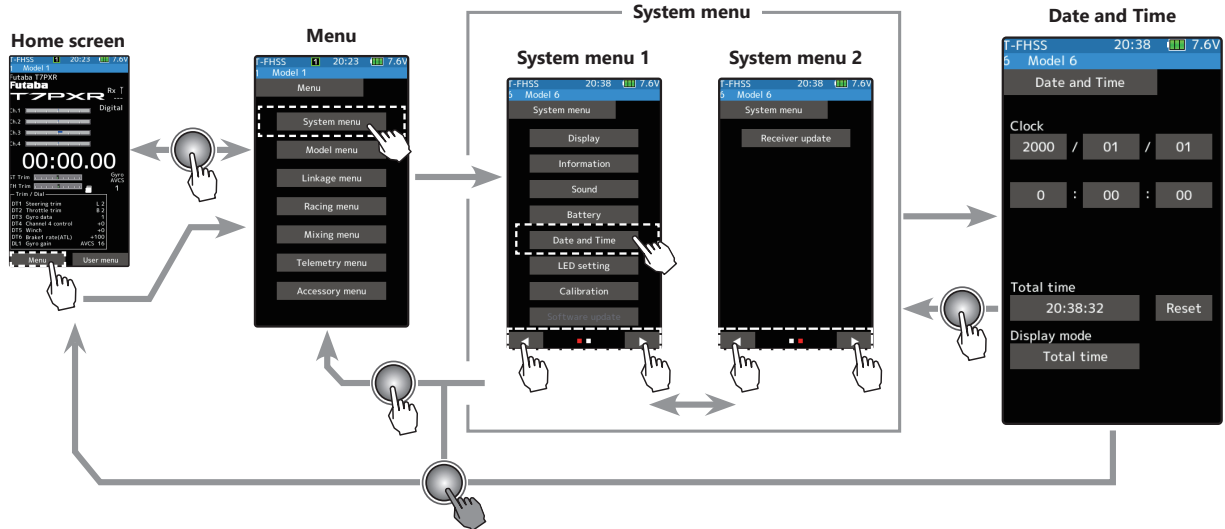 System menu
Home screen
T-FHSS 1 20:23 7.6V
1 Model 1
Futaba T7PXR
Futaba
T7PXR
Rx
---
Digital
Ch.1
Ch.2
Ch.3
Ch.4
00:00.00
ST Trim
TH Trim
Gyro
AVCS
1
Trim / Dial
DT1 Steering trim L 2
DT2 Throttle trim B 2
DT3 Gyro data 1
DT4 Channel 4 control +0
DT5 Winch +0
DT6 Brake1 rate(ATL) +100
DL1 Gyro gain AVCS 16
Menu User menu
Menu
T-FHSS 1 20:23 7.6V
1 Model 1
Menu
System menu
Model menu
Linkage menu
Racing menu
Mixing menu
Telemetry menu
Accessory menu
System menu 1
T-FHSS 20:38 7.6V
6 Model 6
System menu
Display
Information
Sound
Battery
Date and Time
LED setting
Calibration
Software update
System menu 2
T-FHSS 20:38 7.6V
6 Model 6
System menu
Receiver update
Date and Time
T-FHSS 20:38 7.6V
6 Model 6
Date and Time
Clock
2000 / 01 / 01
0 : 00 : 00
Total time
20:38:32 Reset
Display mode
Total time